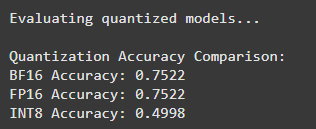 Evaluating quantized models...
Quantization Accuracy Comparison:
BF16 Accuracy: 0.7522
FP16 Accuracy: 0.7522
INT8 Accuracy: 0.4998